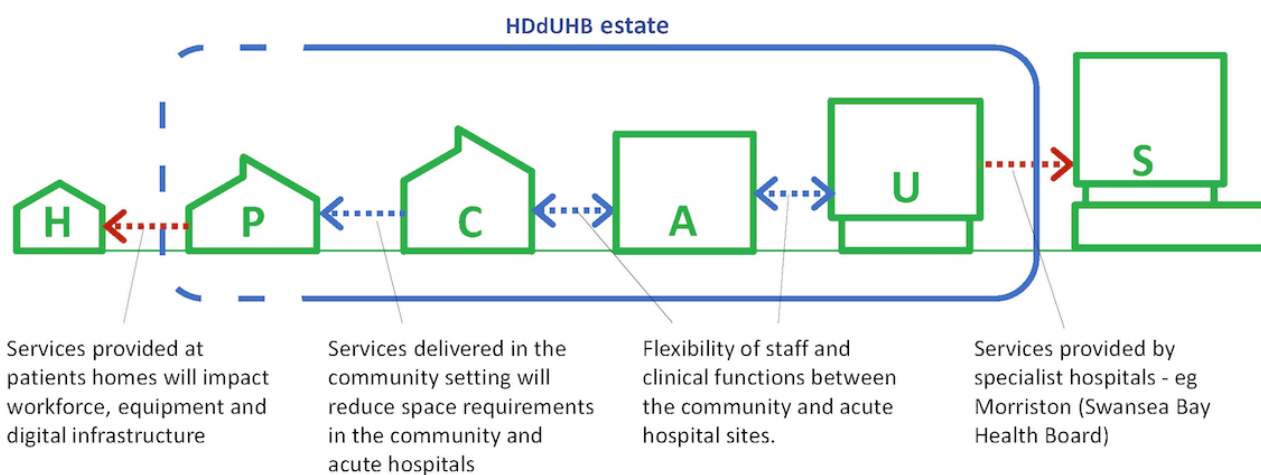 HDdUHB estate
H
P
C
A
U
S
Services provided at
patients homes will impact
workforce, equipment and
digital infrastructure
Services delivered in the
community setting will
reduce space requirements
in the community and
acute hospitals
Flexibility of staff and
clinical functions between
the community and acute
hospital sites.
Services provided by
specialist hospitals - eg
Morriston (Swansea Bay
Health Board)